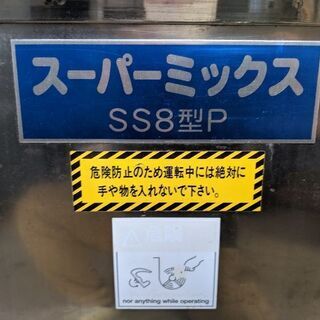 スーパーミックス
SS8型P
危険防止のため運転中には絶対に
手や物を入れないで下さい。
nor anything while operating